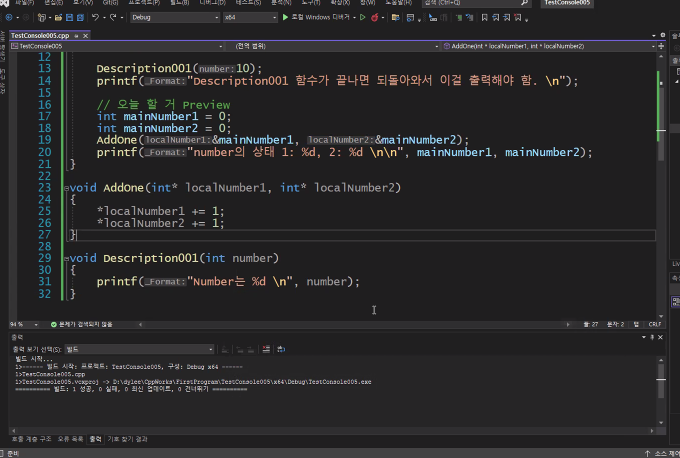 파일(F) 편집(E) 보기(V) Git(G) 프로젝트(P) 빌드(B) 디버그(D) 테스트(S) 분석(N) 도구(T) 확장(X) 창(W) 도움말(H) 검색 (Ctrl+Q) TestConsole005
Debug x64 로컬 Windows 디버거
TestConsole005.cpp
TestConsole005 (전역 범위) AddOne(int * localNumber1, int * localNumber2)
12
13 Description001(number:10);
14 printf(_Format:"Description001 함수가 끝나면 되돌아와서 이걸 출력해야 함. \n");
15
16 // 오늘 할 거 Preview
17 int mainNumber1 = 0;
18 int mainNumber2 = 0;
19 AddOne(localNumber1:&mainNumber1, localNumber2:&mainNumber2);
20 printf(_Format:"number의 상태 1: %d, 2: %d \n\n", mainNumber1, mainNumber2);
21 }
22
23 void AddOne(int* localNumber1, int* localNumber2)
24 {
25 *localNumber1 += 1;
26 *localNumber2 += 1;
27 }
28
29 void Description001(int number)
30 {
31 printf(_Format:"Number는 %d \n", number);
32 }
94 % 문제가 검색되지 않음 줄: 27 문자: 2 탭 CRLF
출력
출력 보기 선택(S): 빌드
빌드 시작...
1>------ 빌드 시작: 프로젝트: TestConsole005, 구성: Debug x64 ------
1>TestConsole005.cpp
1>TestConsole005.vcxproj -> D:\dylee\CppWorks\FirstProgram\TestConsole005\x64\Debug\TestConsole005.exe
========== 빌드: 1 성공, 0 실패, 0 최신 업데이트, 0 건너뛰기 ==========
호출 계층 구조 오류 목록 출력 기호 찾기 결과
준비 소스 제어